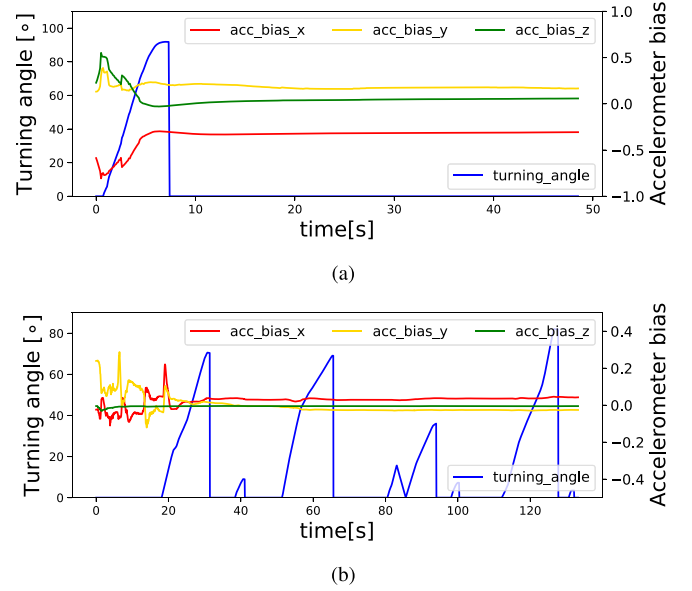 acc_bias_x acc_bias_y acc_bias_z
turning_angle
Turning angle [∘]
0 20 40 60 80 100
Accelerometer bias
−1.0 −0.5 0.0 0.5 1.0
0 10 20 30 40 50
time[s]
(a)
acc_bias_x acc_bias_y acc_bias_z
turning_angle
Turning angle [∘]
0 20 40 60 80
Accelerometer bias
−0.4 −0.2 0.0 0.2 0.4
0 20 40 60 80 100 120
time[s]
(b)